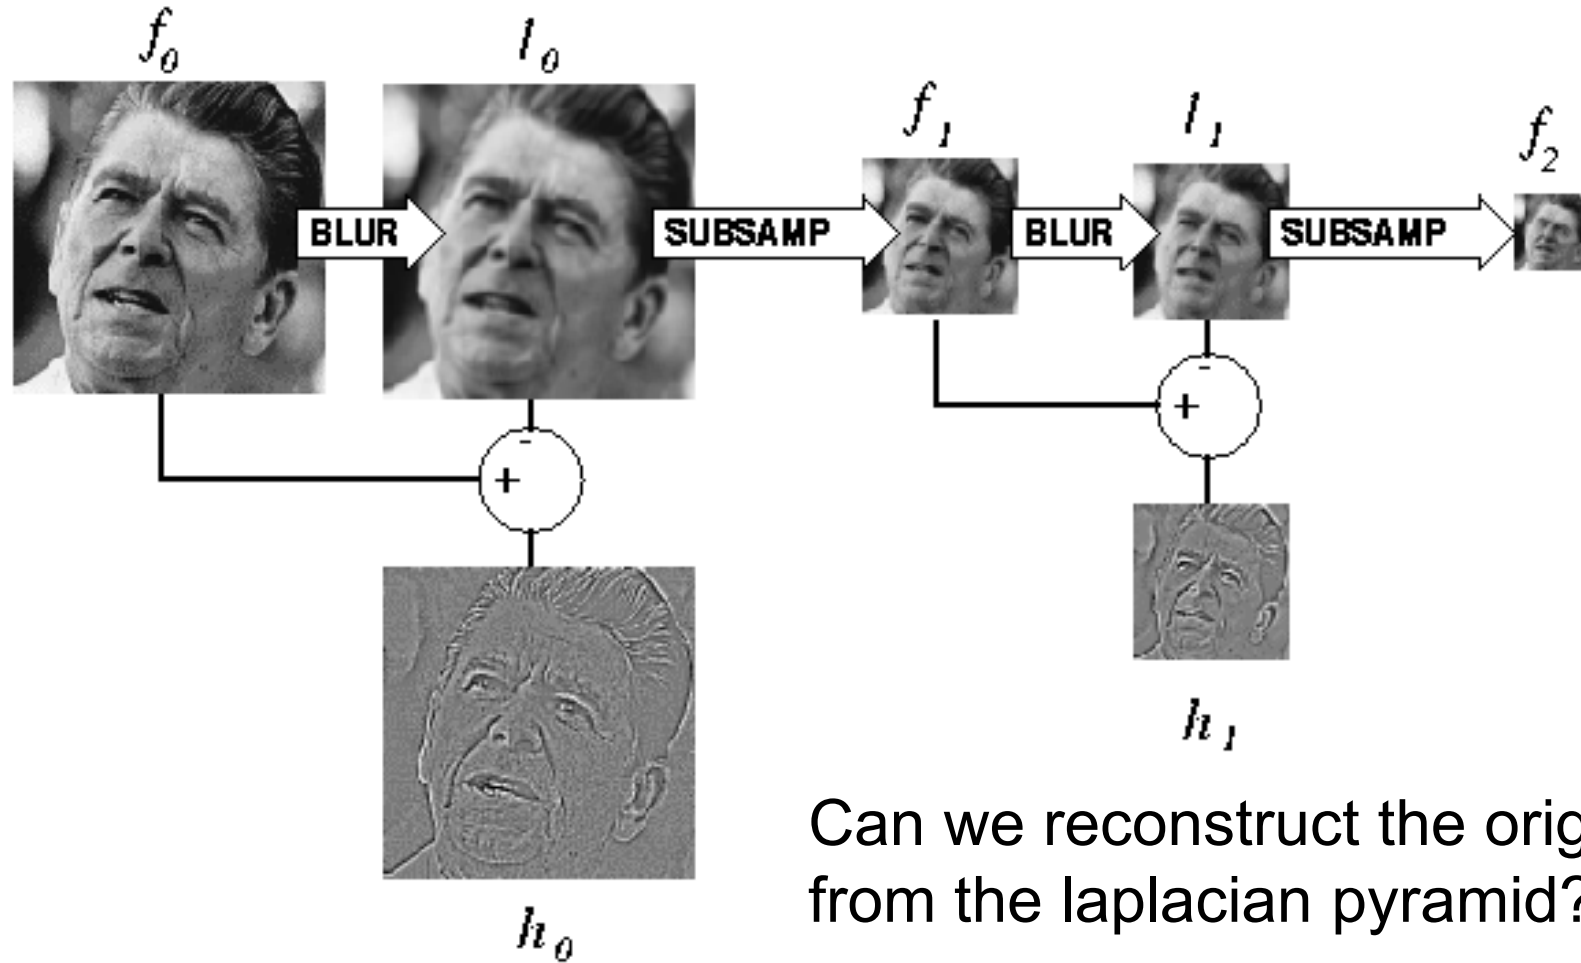 f₀
l₀
f₁
l₁
f₂
BLUR
SUBSAMP
BLUR
SUBSAMP
-
+
-
+
h₁
h₀
Can we reconstruct the orig
from the laplacian pyramid?